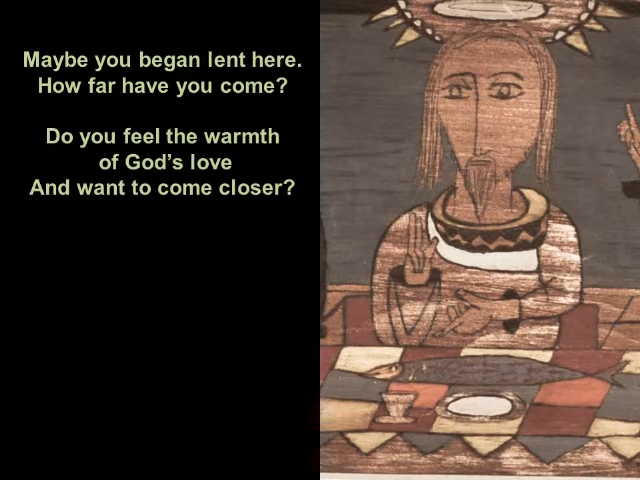 Maybe you began lent here.
How far have you come?
Do you feel the warmth
of God's love
And want to come closer?